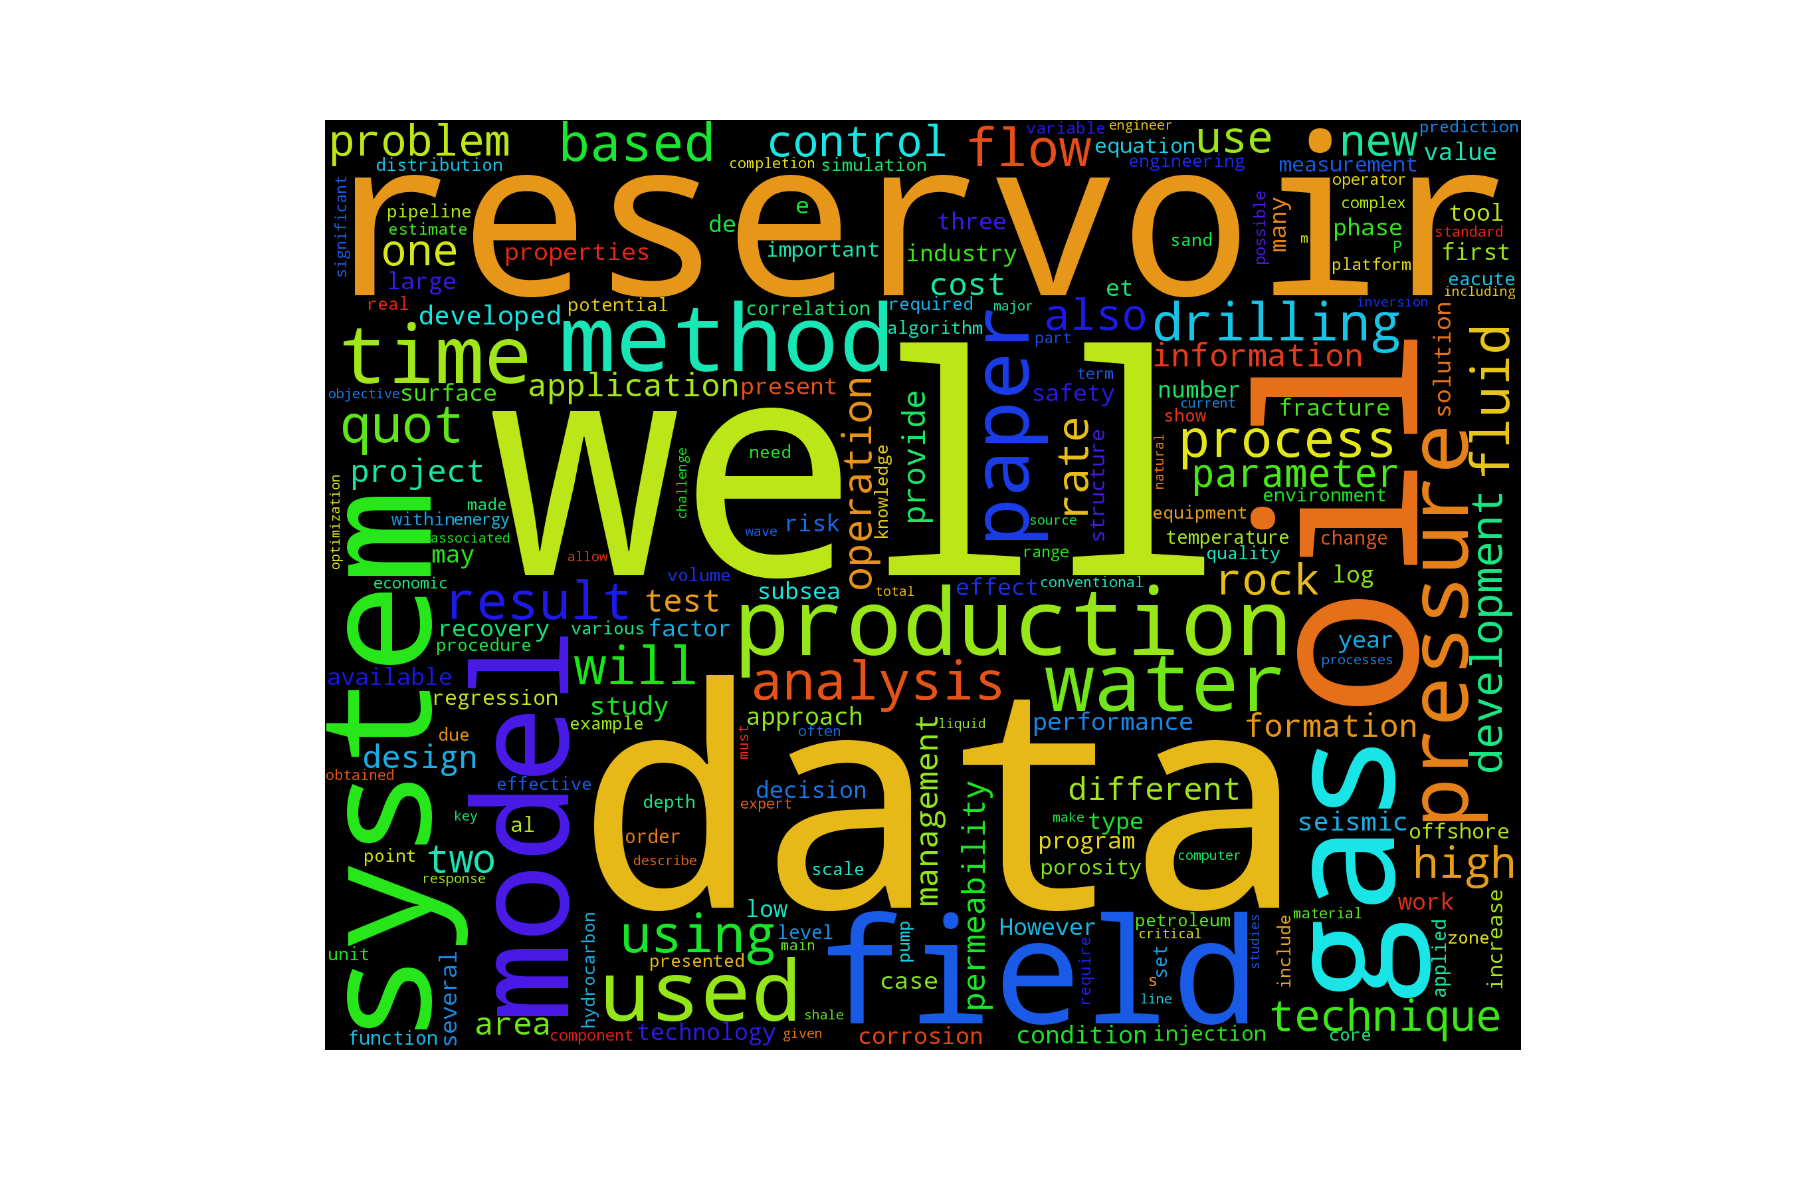 problem
based
control
flow
variable
engineer
equation
use
new
prediction
distribution
completion
simulation
engineering
measurement
value
reservoir
significant
pipeline
estimate
one
properties
large
de
e
important
three
industry
cost
et
sand
possible
many
m
operator
complex
phase
P
platform
tool
standard
first
eacute
including
real
potential
correlation
required
major
inversion
developed
method
algorithm
paper
also
part
drilling
solution
fluid
time
information
application
present
objective
surface
term
safety
number
current
show
fracture
oil
well
quot
operation
provide
rate
structure
process
parameter
natural
project
need
challenge
knowledge
environment
optimization
system
made
within
energy
associated
may
wave
risk
allow
source
range
equipment
temperature
quality
change
pressure
development
economic
result
volume
test
subsea
total
effect
conventional
rock
log
recovery
procedure
various
factor
production
year
processes
available
model
will
analysis
water
regression
study
example
approach
often
must
management
liquid
performance
formation
due
design
obtained
effective
data
depth
expert
decision
different
gas
seismic
offshore
key
al
order
describe
make
type
program
porosity
computer
permeability
point
two
response
scale
high
unit
several
hydrocarbon
using
low
level
main
presented
used
field
pump
case
However
petroleum
critical
require
set
s
line
studies
include
material
work
applied
zone
increase
function
area
component
technology
given
shale
corrosion
condition
injection
technique
core